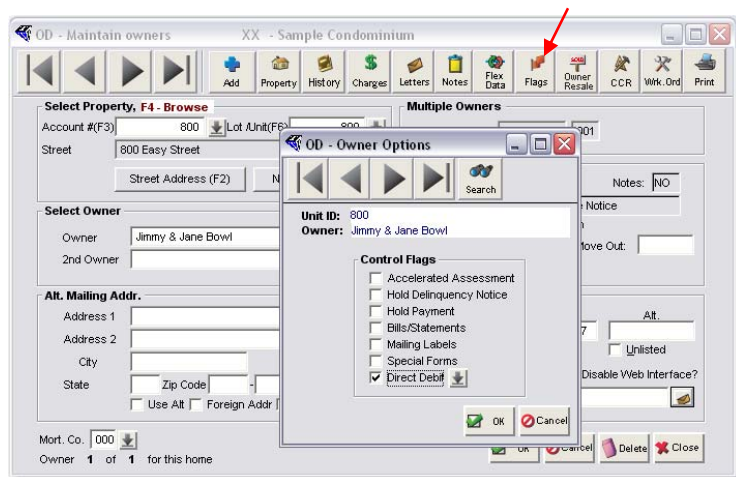 OD - Maintain owners XX - Sample Condominium
Add Property History Charges Letters Notes Flex Data Flags Owner Resale CCR Wrk.Ord Print
Select Property, F4 - Browse
Multiple Owners
Account #(F3) 800 Lot /Unit(F6) 800
Street 800 Easy Street
Street Address (F2)
Notes: NO
Notice
Select Owner
Owner Jimmy & Jane Bowl
Move Out:
2nd Owner
Alt. Mailing Addr.
Address 1
Alt.
Address 2
7
Unlisted
City
Disable Web Interface?
State Zip Code -
Use Alt Foreign Addr
Mort. Co. 000
OK Cancel Delete Close
Owner 1 of 1 for this home
OD - Owner Options
Search
Unit ID: 800
Owner: Jimmy & Jane Bowl
Control Flags
Accelerated Assessment
Hold Delinquency Notice
Hold Payment
Bills/Statements
Mailing Labels
Special Forms
Direct Debit
OK Cancel